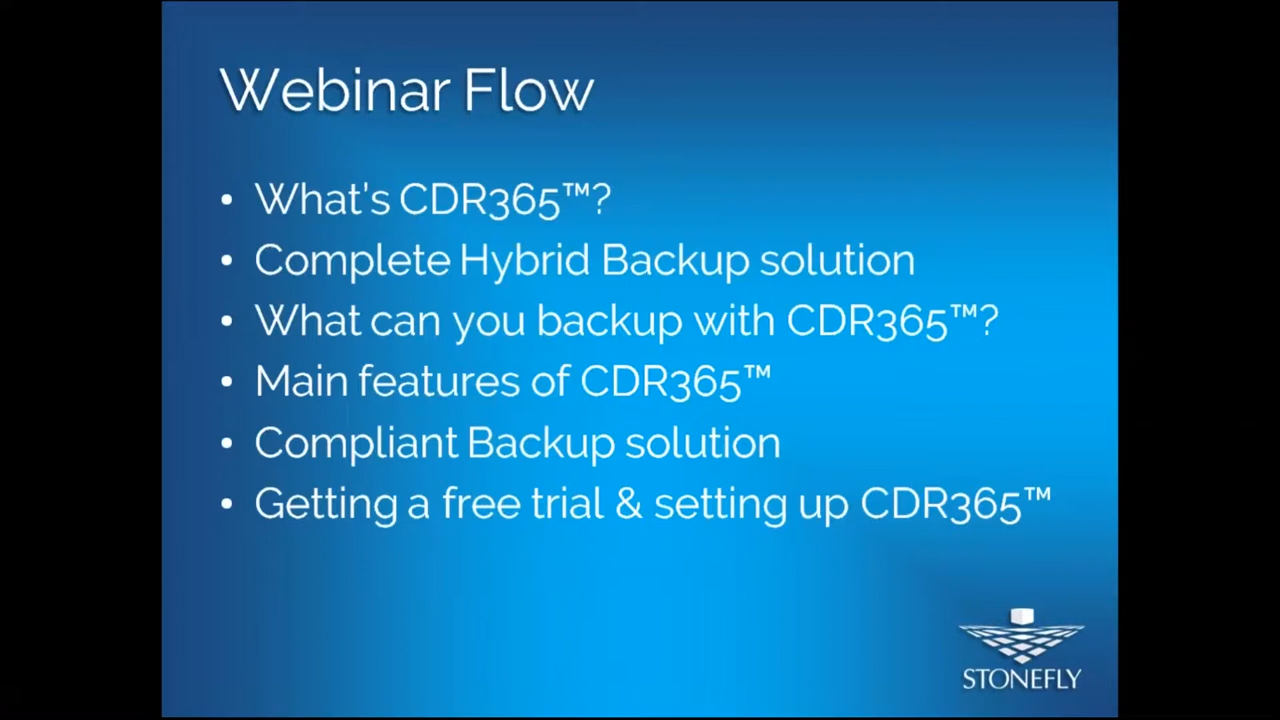 Webinar Flow
• What's CDR365™?
• Complete Hybrid Backup solution
• What can you backup with CDR365™?
• Main features of CDR365™
• Compliant Backup solution
• Getting a free trial & setting up CDR365™
STONEFLY